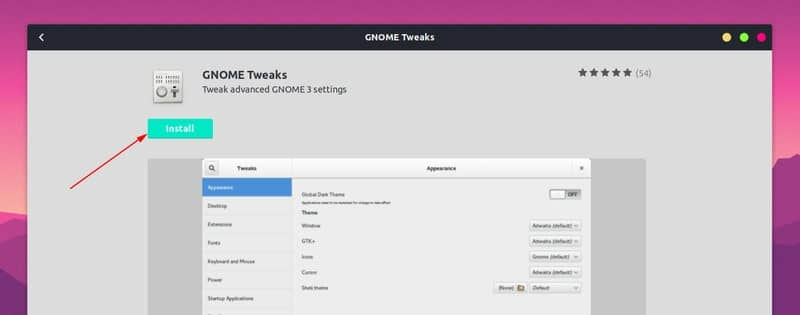 GNOME Tweaks
GNOME Tweaks
(54)
Tweak advanced GNOME 3 settings
Install
Tweaks
Appearance
Appearance
Desktop
Extensions
Fonts
Keyboard and Mouse
Power
Startup Applications
Global Dark Theme
OFF
Applications need to be restarted for change to take effect
Theme
Window
Adwaita (default)
GTK+
Adwaita (default)
Icons
Gnome (default)
Cursor
Adwaita (default)
Shell theme
(None)
Default